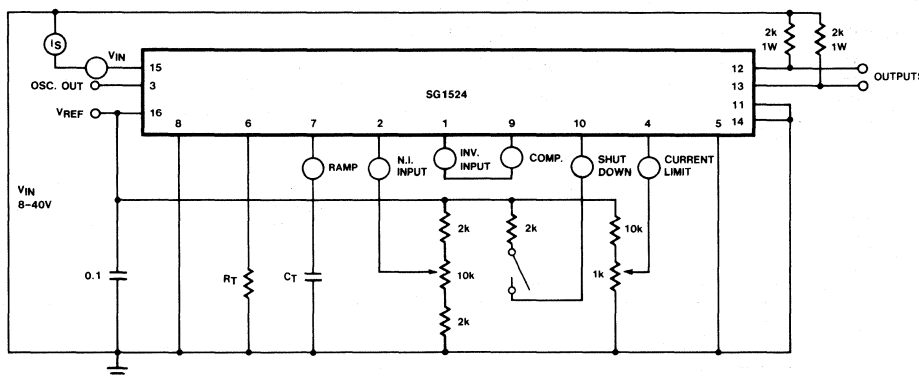 2k
1W
2k
1W
IS
VIN
15
12
OUTPUTS
OSC. OUT
3
SG1524
13
VREF
16
11
14
8
6
7
2
1
9
10
4
5
RAMP
N.I.
INPUT
INV.
INPUT
COMP.
SHUT
DOWN
CURRENT
LIMIT
VIN
8–40V
2k
2k
10k
0.1
RT
CT
10k
1k
2k